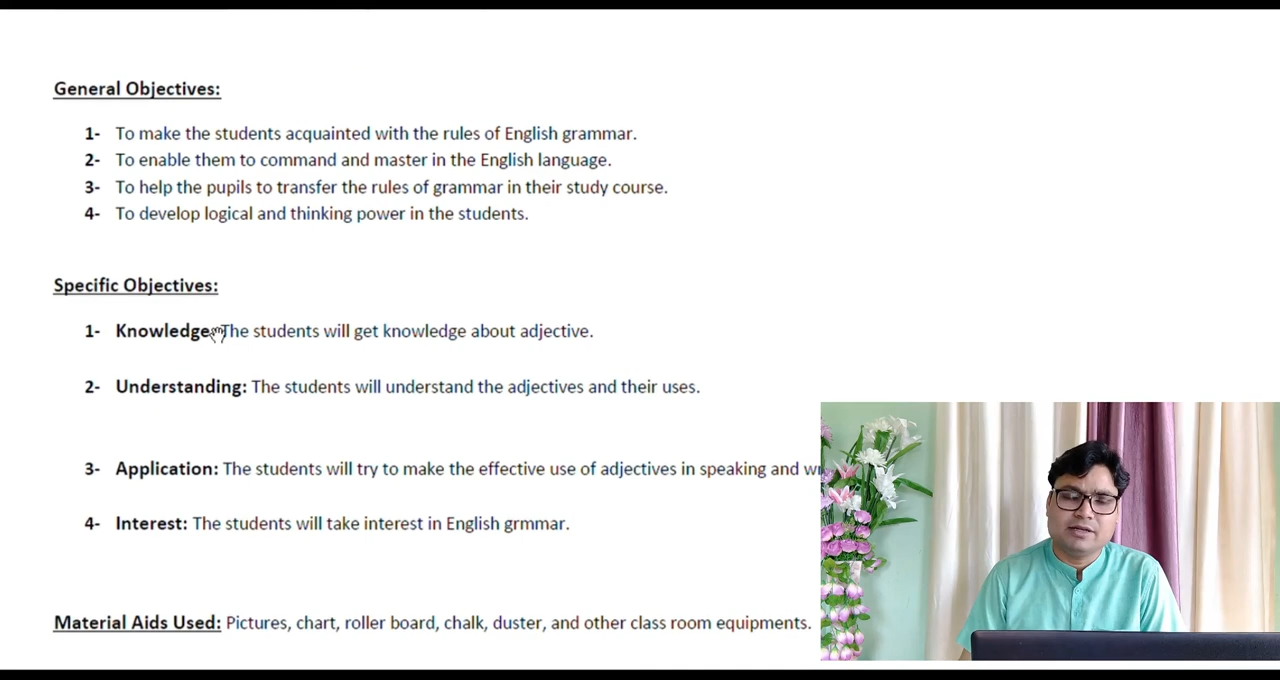 General Objectives:
1- To make the students acquainted with the rules of English grammar.
2- To enable them to command and master in the English language.
3- To help the pupils to transfer the rules of grammar in their study course.
4- To develop logical and thinking power in the students.
Specific Objectives:
1- Knowledge: The students will get knowledge about adjective.
2- Understanding: The students will understand the adjectives and their uses.
3- Application: The students will try to make the effective use of adjectives in speaking and
4- Interest: The students will take interest in English grmmar.
Material Aids Used: Pictures, chart, roller board, chalk, duster, and other class room equipments.